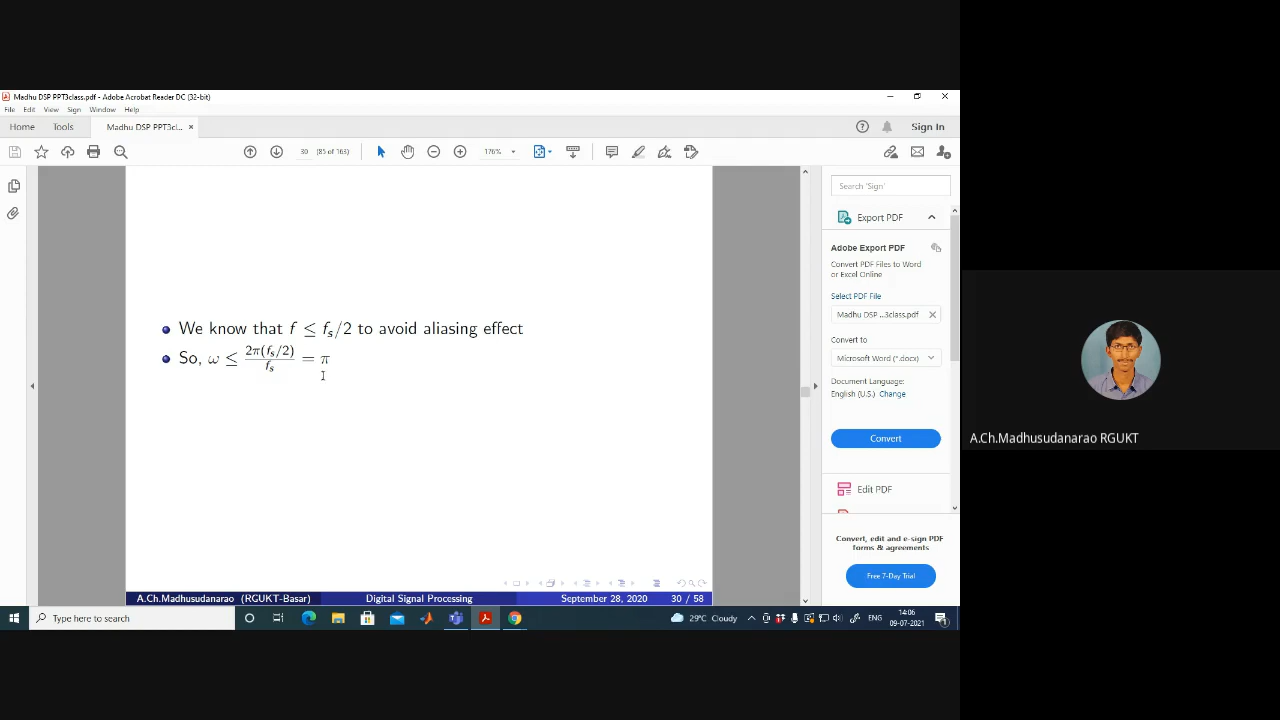 Madhu DSP PPT3class.pdf - Adobe Acrobat Reader DC (32-bit)
File Edit View Sign Window Help
Home Tools Madhu DSP PPT3cl... × Sign In
30 (85 of 163) 176%
Search 'Sign'
Export PDF
Adobe Export PDF
Convert PDF Files to Word
or Excel Online
Select PDF File
Madhu DSP ...3class.pdf
Convert to
Microsoft Word (*.docx)
Document Language:
English (U.S.) Change
Convert
Edit PDF
Convert, edit and e-sign PDF
forms & agreements
Free 7-Day Trial
We know that f ≤ fs/2 to avoid aliasing effect
So, ω ≤ 2π(fs/2)/fs = π
A.Ch.Madhusudanarao (RGUKT-Basar) Digital Signal Processing September 28, 2020 30 / 58
Type here to search 29°C Cloudy ENG 14:06
09-07-2021
A.Ch.Madhusudanarao RGUKT